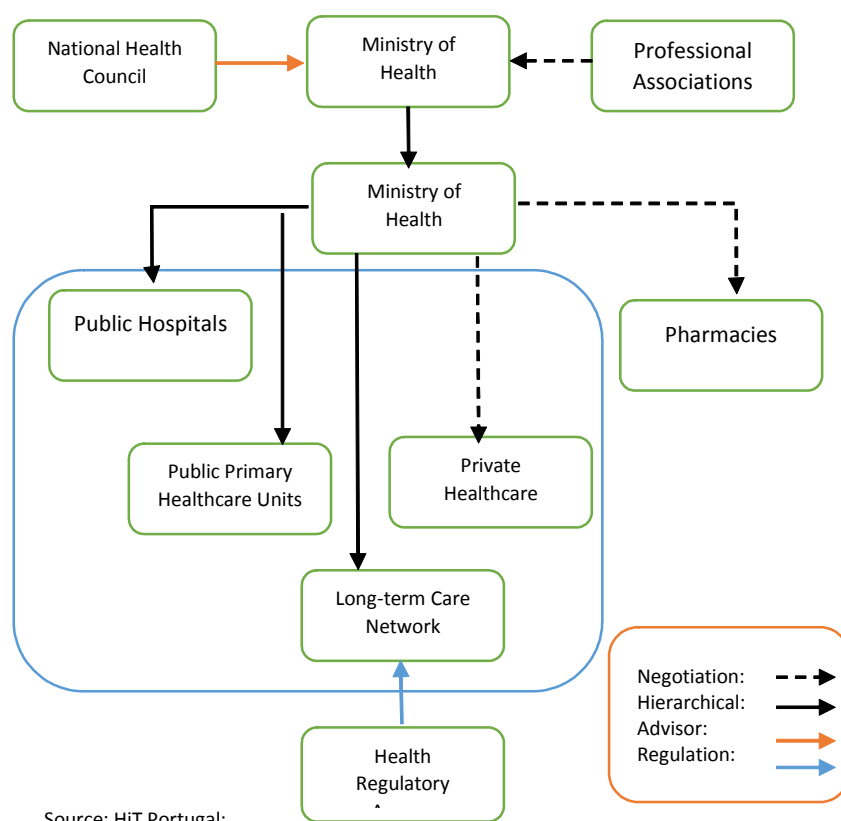 National Health
Council
Ministry of
Health
Professional
Associations
Ministry of
Health
Public Hospitals
Pharmacies
Public Primary
Healthcare Units
Private
Healthcare
Long-term Care
Network
Negotiation:
Hierarchical:
Advisor:
Regulation:
Health
Regulatory
Source: HiT Portugal;